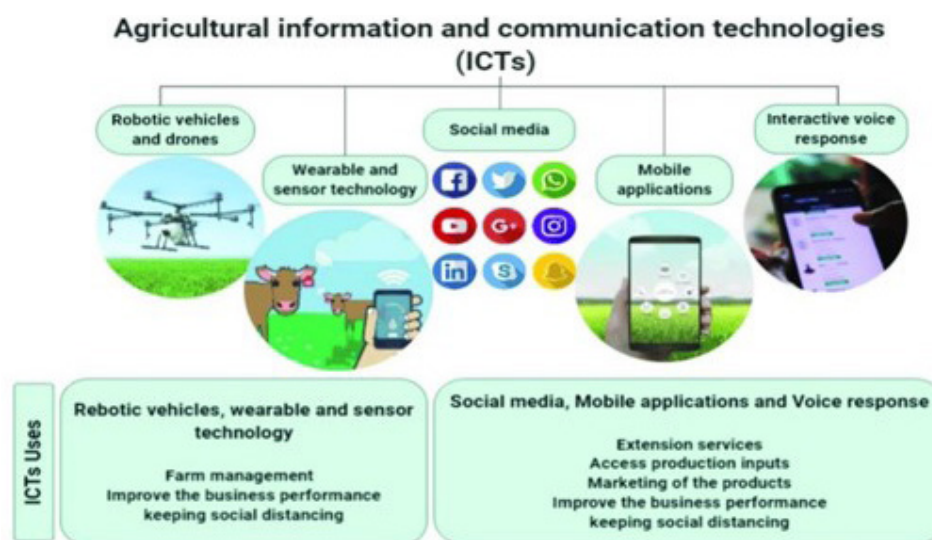 Agricultural information and communication technologies
(ICTs)
Robotic vehicles
and drones
Wearable and
sensor technology
Social media
Mobile
applications
Interactive voice
response
ICTs Uses
Rebotic vehicles, wearable and sensor
technology
Farm management
Improve the business performance
keeping social distancing
Social media, Mobile applications and Voice response
Extension services
Access production inputs
Marketing of the products
Improve the business performance
keeping social distancing